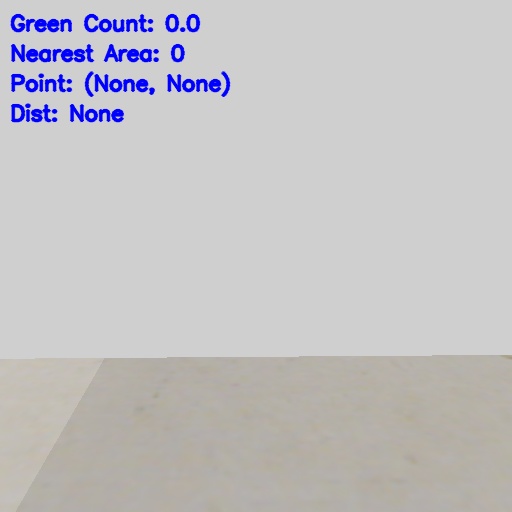 Green Count: 0.0
Nearest Area: 0
Point: (None, None)
Dist: None